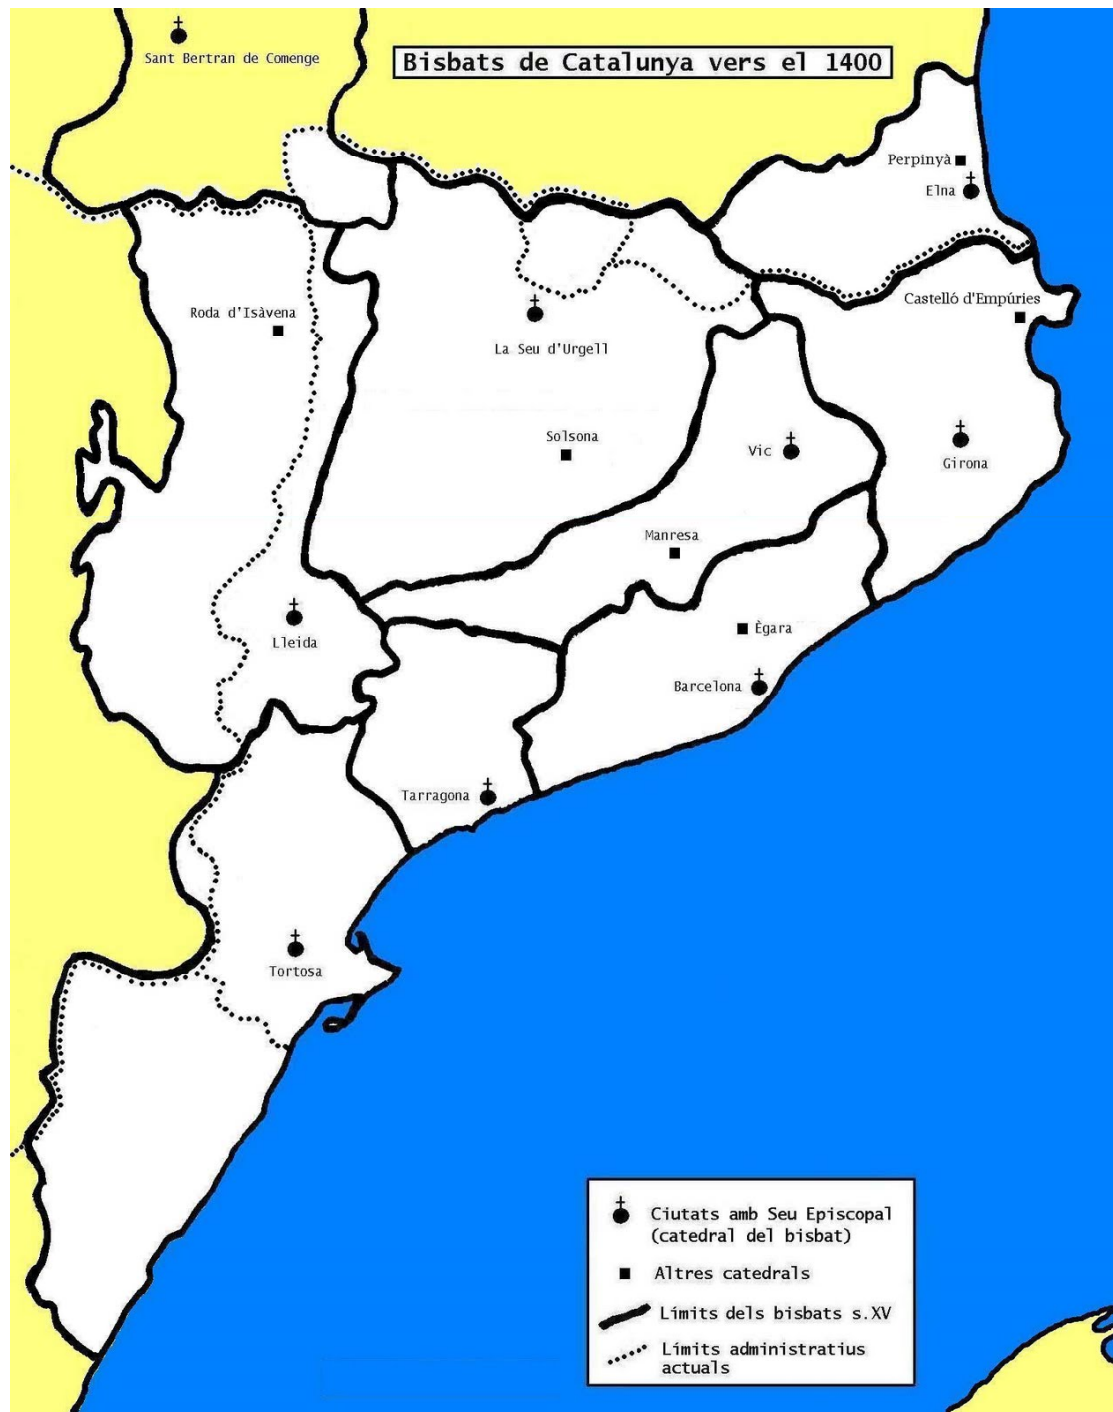 Sant Bertran de Comenge
Bisbats de Catalunya vers el 1400
Perpinyà
Elna
Castelló d'Empúries
Roda d'Isàvena
La Seu d'Urgell
Solsona
Vic
Girona
Manresa
Ègara
Lleida
Barcelona
Tarragona
Tortosa
Ciutats amb Seu Episcopal
(catedral del bisbat)
Altres catedrals
Límits dels bisbats s.XV
Límits administratius
actuals